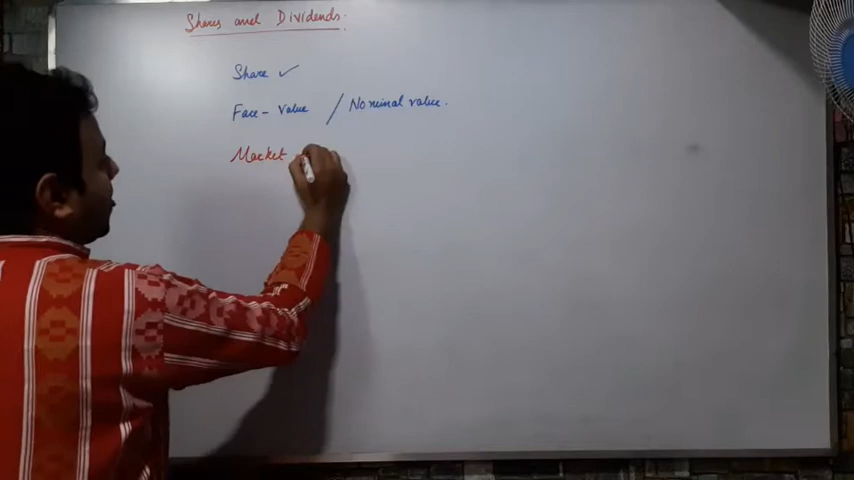 Shares and Dividends.
Share ✓
Face - Value / Nominal value.
Market